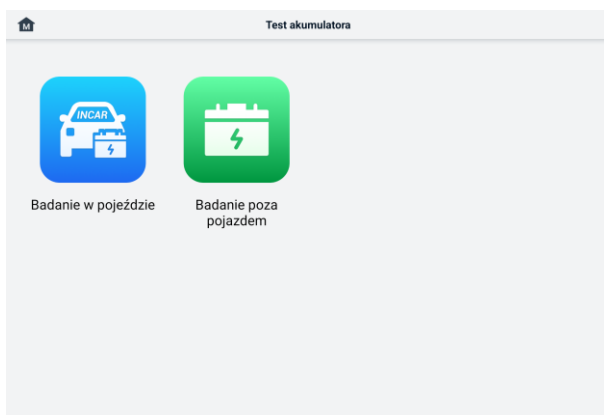 M
Test akumulatora
INCAR
Badanie w pojeździe
Badanie poza
pojazdem